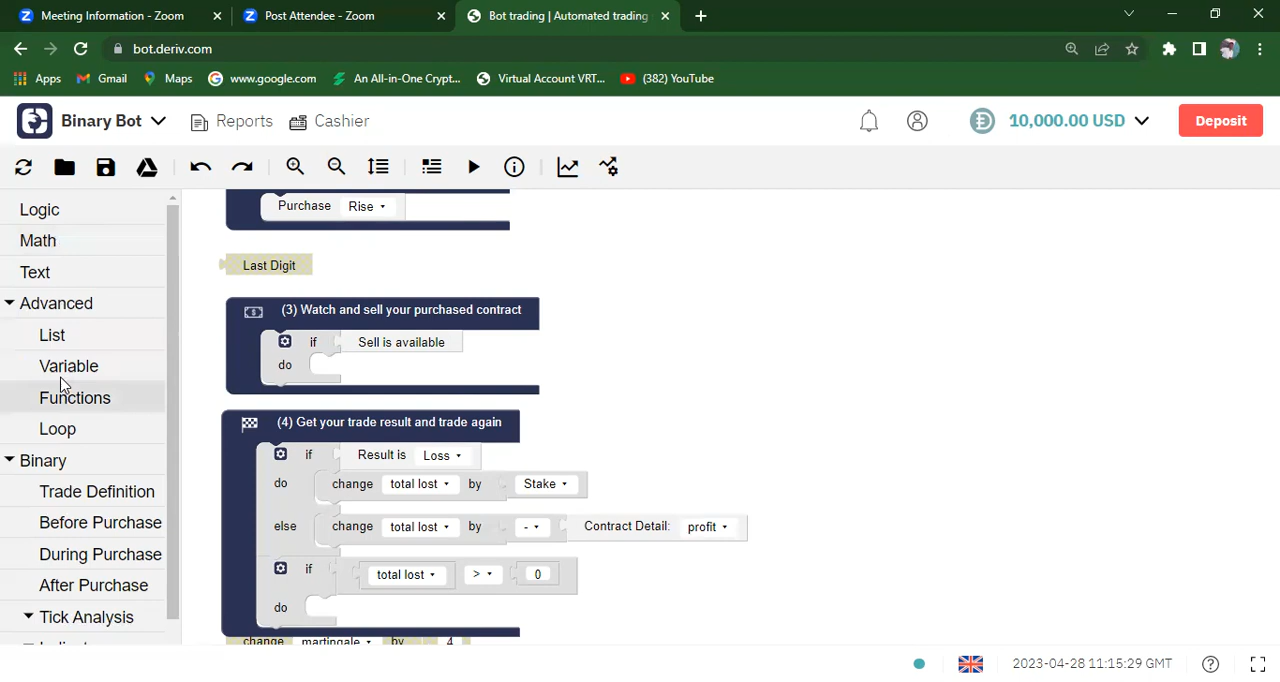 Meeting Information - Zoom
Post Attendee - Zoom
Bot trading | Automated trading
bot.deriv.com
Apps
Gmail
Maps
www.google.com
An All-in-One Crypt...
Virtual Account VRT...
(382) YouTube
Binary Bot
Reports
Cashier
10,000.00 USD
Deposit
Logic
Math
Text
Advanced
List
Variable
Functions
Loop
Binary
Trade Definition
Before Purchase
During Purchase
After Purchase
Tick Analysis
Purchase Rise
Last Digit
(3) Watch and sell your purchased contract
if Sell is available
do
(4) Get your trade result and trade again
if Result is Loss
do change total lost by Stake
else change total lost by - Contract Detail: profit
if total lost > 0
do
change martingale by 4
2023-04-28 11:15:29 GMT